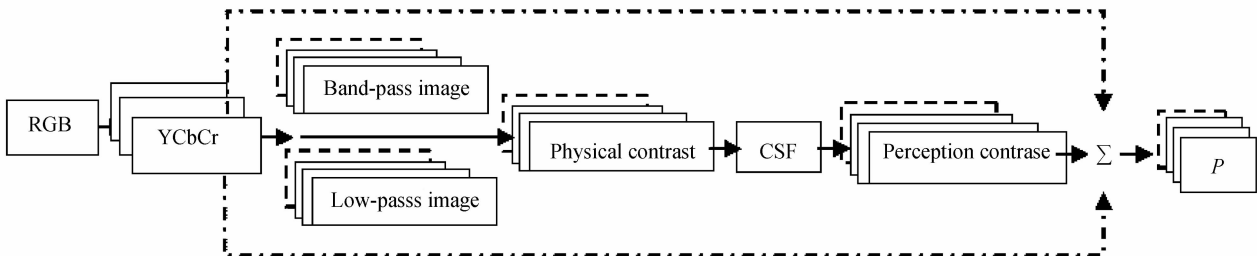 RGB
YCbCr
Band-pass image
Low-passs image
Physical contrast
CSF
Perception contrase
Σ
P